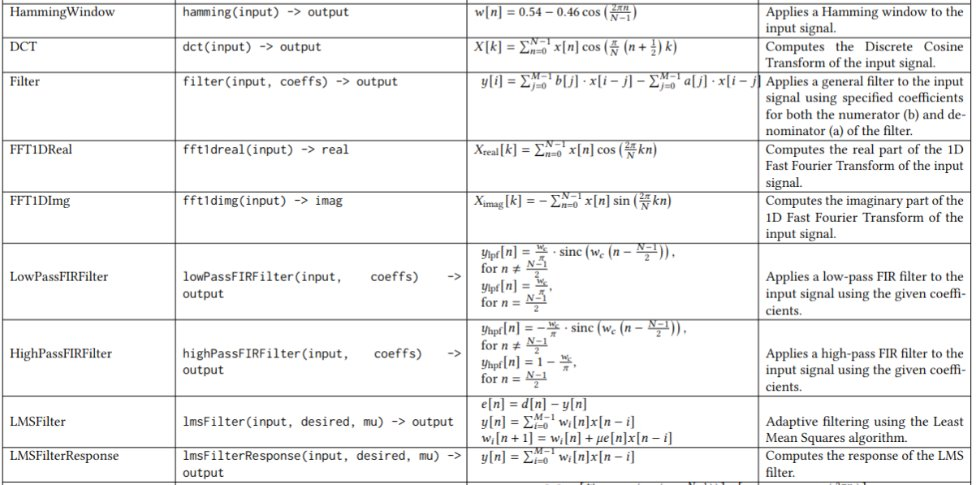 HammingWindow hamming(input) -> output w[n] = 0.54 − 0.46 cos (2πn/N−1) Applies a Hamming window to the
input signal.
DCT dct(input) -> output X[k] = ∑_{n=0}^{N−1} x[n] cos (π/N (n + 1/2) k) Computes the Discrete Cosine
Transform of the input signal.
Filter filter(input, coeffs) -> output y[i] = ∑_{j=0}^{M−1} b[j] · x[i − j] − ∑_{j=0}^{M−1} a[j] · x[i − j] Applies a general filter to the
input signal using specified coefficients
for both the numerator (b) and de-
nominator (a) of the filter.
FFT1DReal fft1dreal(input) -> real X_real[k] = ∑_{n=0}^{N−1} x[n] cos (2π/N kn) Computes the real part of the 1D
Fast Fourier Transform of the input
signal.
FFT1DImg fft1dimg(input) -> imag X_imag[k] = − ∑_{n=0}^{N−1} x[n] sin (2π/N kn) Computes the imaginary part of the
1D Fast Fourier Transform of the
input signal.
LowPassFIRFilter lowPassFIRFilter(input, coeffs) ->
output
y_lpf[n] = w_c/π · sinc (w_c (n − N−1/2)),
for n ≠ N−1/2
y_lpf[n] = w_c/π,
for n = N−1/2
Applies a low-pass FIR filter to the
input signal using the given coeffi-
cients.
HighPassFIRFilter highPassFIRFilter(input, coeffs) ->
output
y_hpf[n] = − w_c/π · sinc (w_c (n − N−1/2)),
for n ≠ N−1/2
y_hpf[n] = 1 − w_c/π,
for n = N−1/2
Applies a high-pass FIR filter to the
input signal using the given coeffi-
cients.
LMSFilter lmsFilter(input, desired, mu) -> output
e[n] = d[n] − y[n]
y[n] = ∑_{i=0}^{M−1} w_i[n]x[n − i]
w_i[n + 1] = w_i[n] + μe[n]x[n − i]
Adaptive filtering using the Least
Mean Squares algorithm.
LMSFilterResponse lmsFilterResponse(input, desired, mu) ->
output
y[n] = ∑_{i=0}^{M−1} w_i[n]x[n − i]
Computes the response of the LMS
filter.